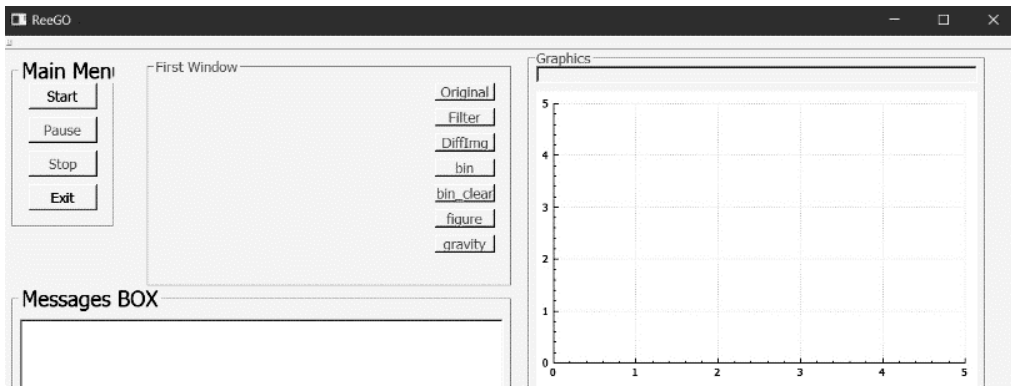 ReeGO
Main Menu
Start
Pause
Stop
Exit
First Window
Original
Filter
DiffImg
bin
bin_clear
figure
gravity
Graphics
5
4
3
2
1
0
0 1 2 3 4 5
Messages BOX